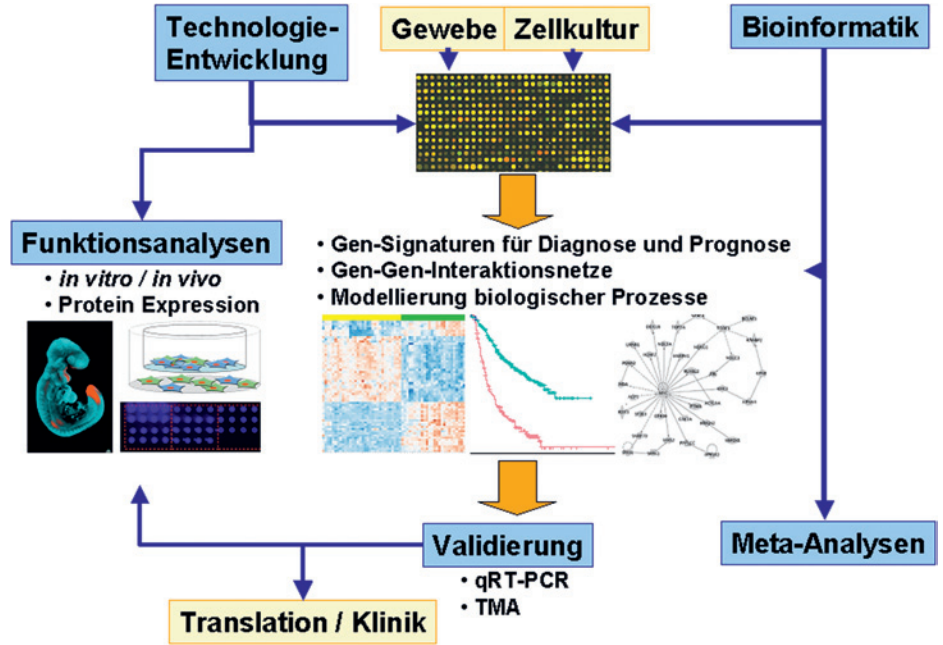 Technologie-
Entwicklung
Gewebe
Zellkultur
Bioinformatik
Funktionsanalysen
• in vitro / in vivo
• Protein Expression
• Gen-Signaturen für Diagnose und Prognose
• Gen-Gen-Interaktionsnetze
• Modellierung biologischer Prozesse
Validierung
• qRT-PCR
• TMA
Meta-Analysen
Translation / Klinik